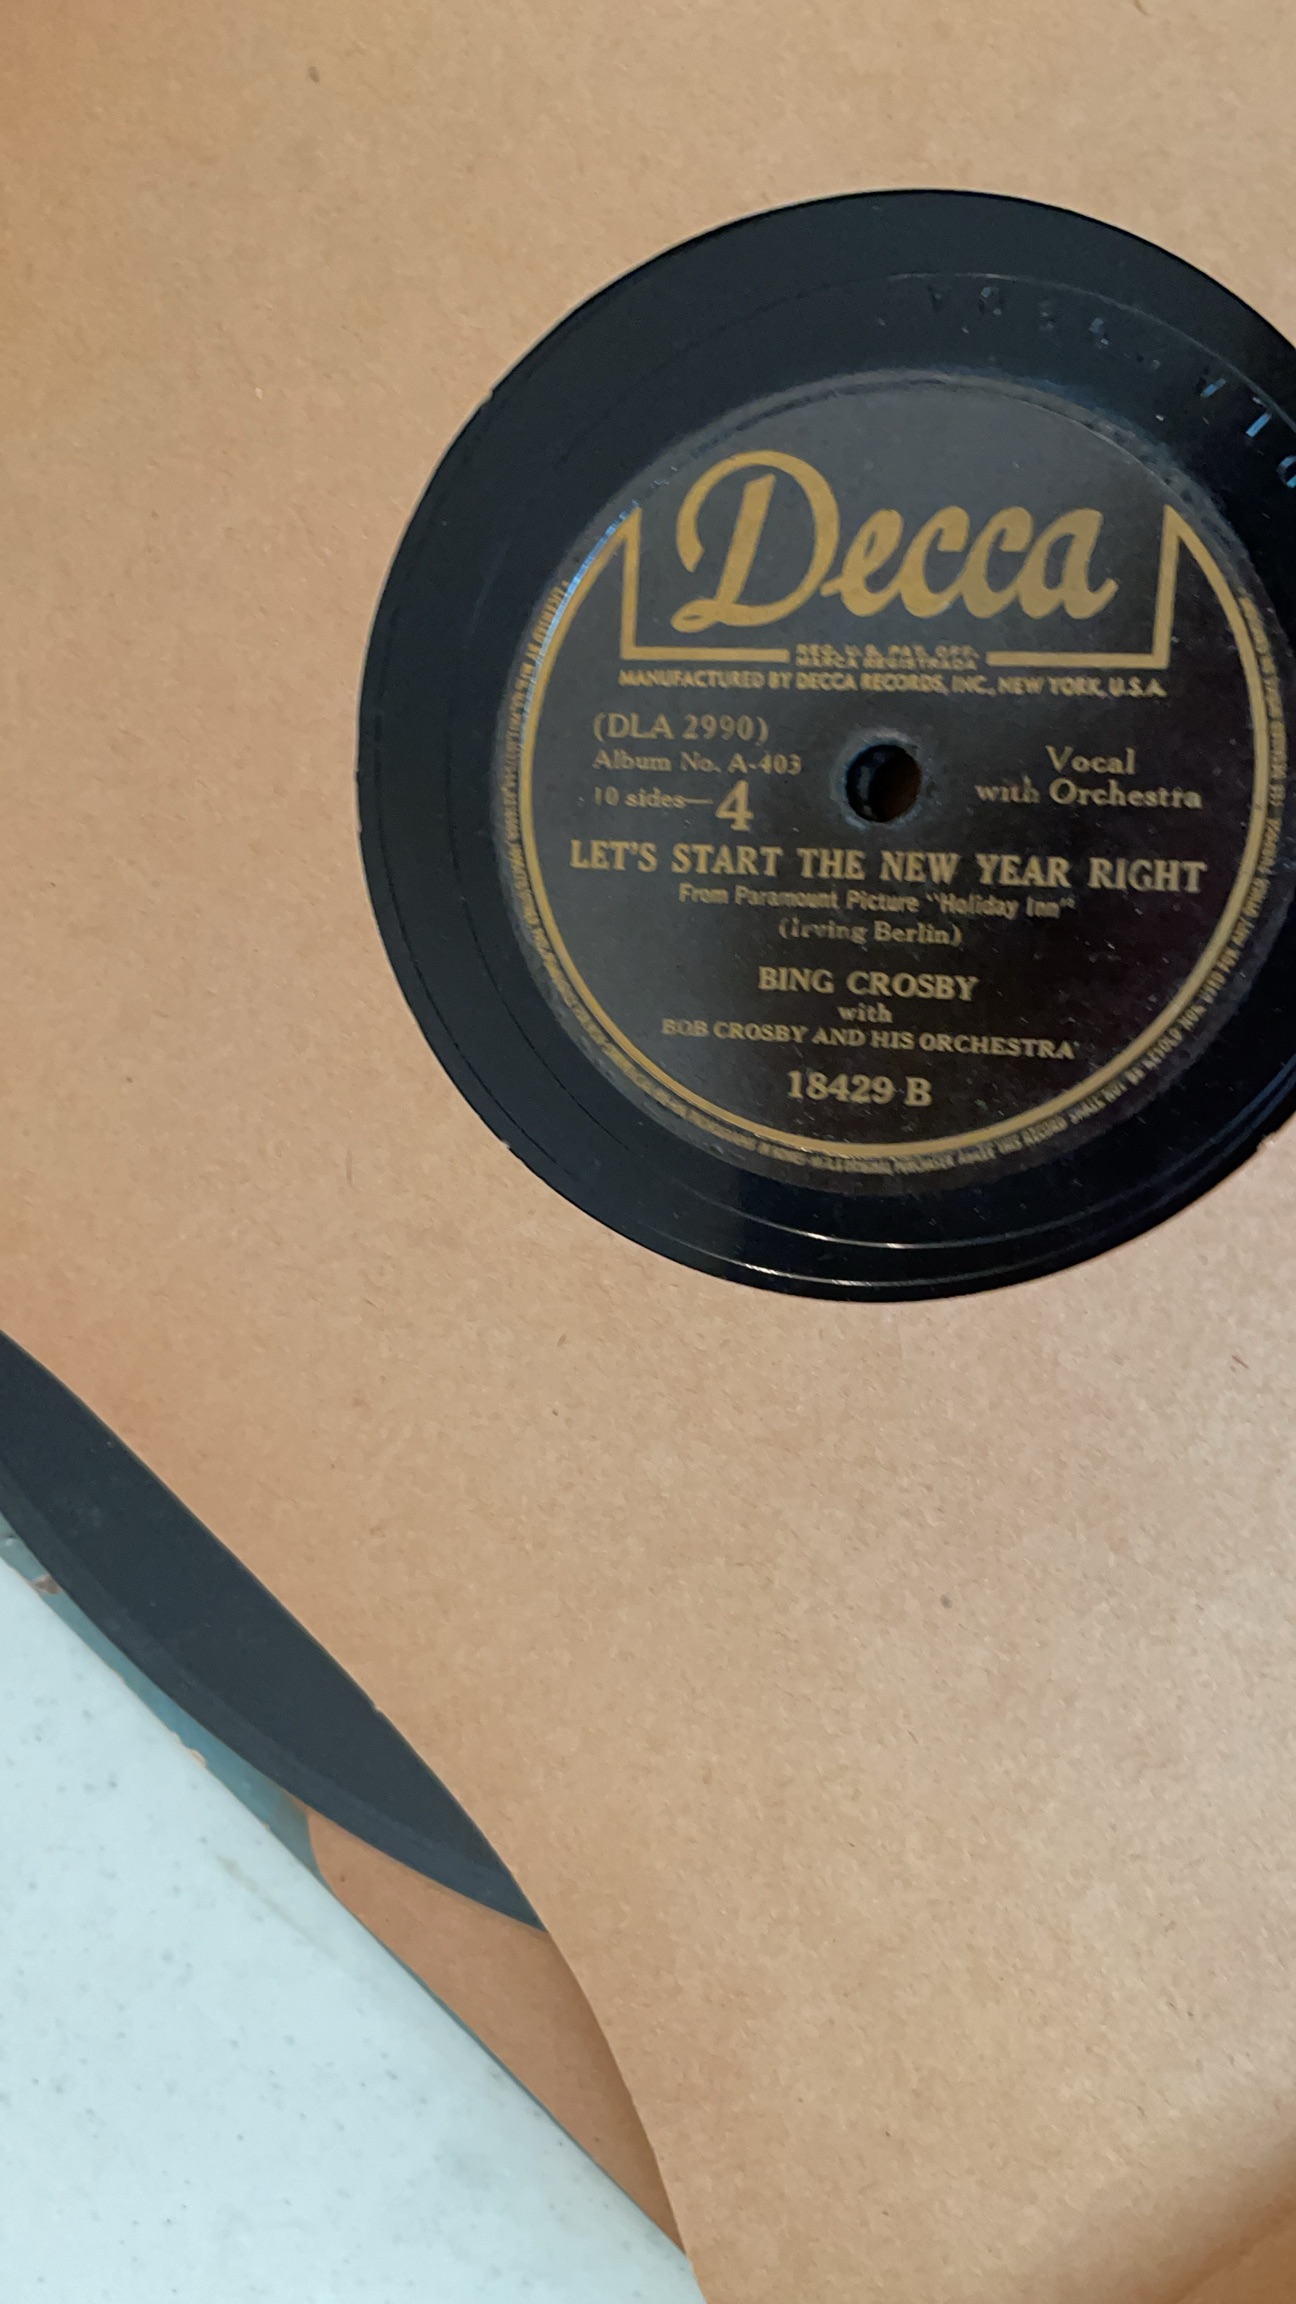 Decca
REG. U.S. PAT. OFF.
MARCA REGISTRADA
MANUFACTURED BY DECCA RECORDS, INC., NEW YORK, U.S.A.
(DLA 2990)
Album No. A-403
10 sides—4
Vocal
with Orchestra
LET'S START THE NEW YEAR RIGHT
From Paramount Picture "Holiday Inn"
(Irving Berlin)
BING CROSBY
with
BOB CROSBY AND HIS ORCHESTRA
18429 B